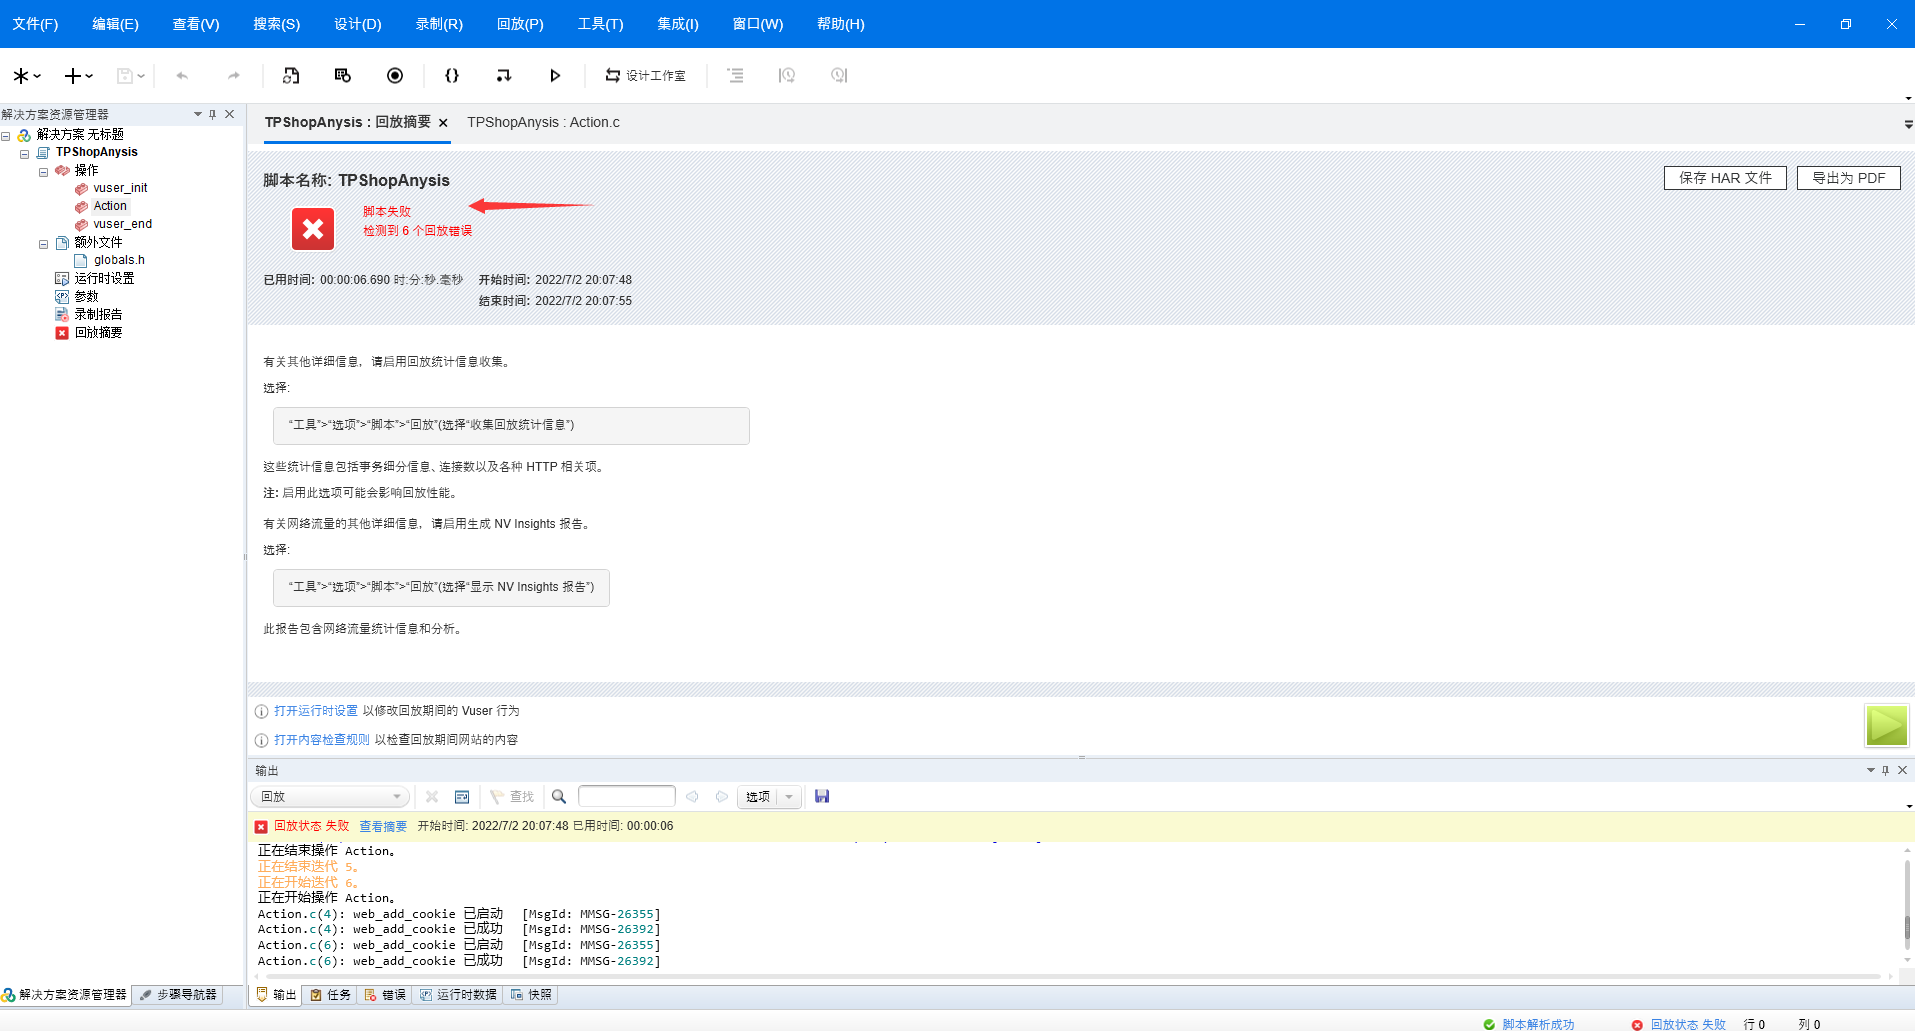 文件(F) 编辑(E) 查看(V) 搜索(S) 设计(D) 录制(R) 回放(P) 工具(T) 集成(I) 窗口(W) 帮助(H)
设计工作室
解决方案资源管理器
解决方案 无标题
TPShopAnysis
操作
vuser_init
Action
vuser_end
额外文件
globals.h
运行时设置
参数
录制报告
回放摘要
TPShopAnysis : 回放摘要 TPShopAnysis : Action.c
脚本名称: TPShopAnysis
保存 HAR 文件 导出为 PDF
脚本失败
检测到 6 个回放错误
已用时间: 00:00:06.690 时:分:秒.毫秒 开始时间: 2022/7/2 20:07:48
结束时间: 2022/7/2 20:07:55
有关其他详细信息，请启用回放统计信息收集。
选择:
“工具”>“选项”>“脚本”>“回放”(选择“收集回放统计信息”)
这些统计信息包括事务细分信息、连接数以及各种 HTTP 相关项。
注: 启用此选项可能会影响回放性能。
有关网络流量的其他详细信息，请启用生成 NV Insights 报告。
选择:
“工具”>“选项”>“脚本”>“回放”(选择“显示 NV Insights 报告”)
此报告包含网络流量统计信息和分析。
打开运行时设置 以修改回放期间的 Vuser 行为
打开内容检查规则 以检查回放期间网站的内容
输出
回放 查找 选项
回放状态 失败 查看摘要 开始时间: 2022/7/2 20:07:48 已用时间: 00:00:06
正在结束操作 Action。
正在结束迭代 5。
正在开始迭代 6。
正在开始操作 Action。
Action.c(4): web_add_cookie 已启动 [MsgId: MMSG-26355]
Action.c(4): web_add_cookie 已成功 [MsgId: MMSG-26392]
Action.c(6): web_add_cookie 已启动 [MsgId: MMSG-26355]
Action.c(6): web_add_cookie 已成功 [MsgId: MMSG-26392]
解决方案资源管理器 步骤导航器 输出 任务 错误 运行时数据 快照
脚本解析成功 回放状态 失败 行 0 列 0